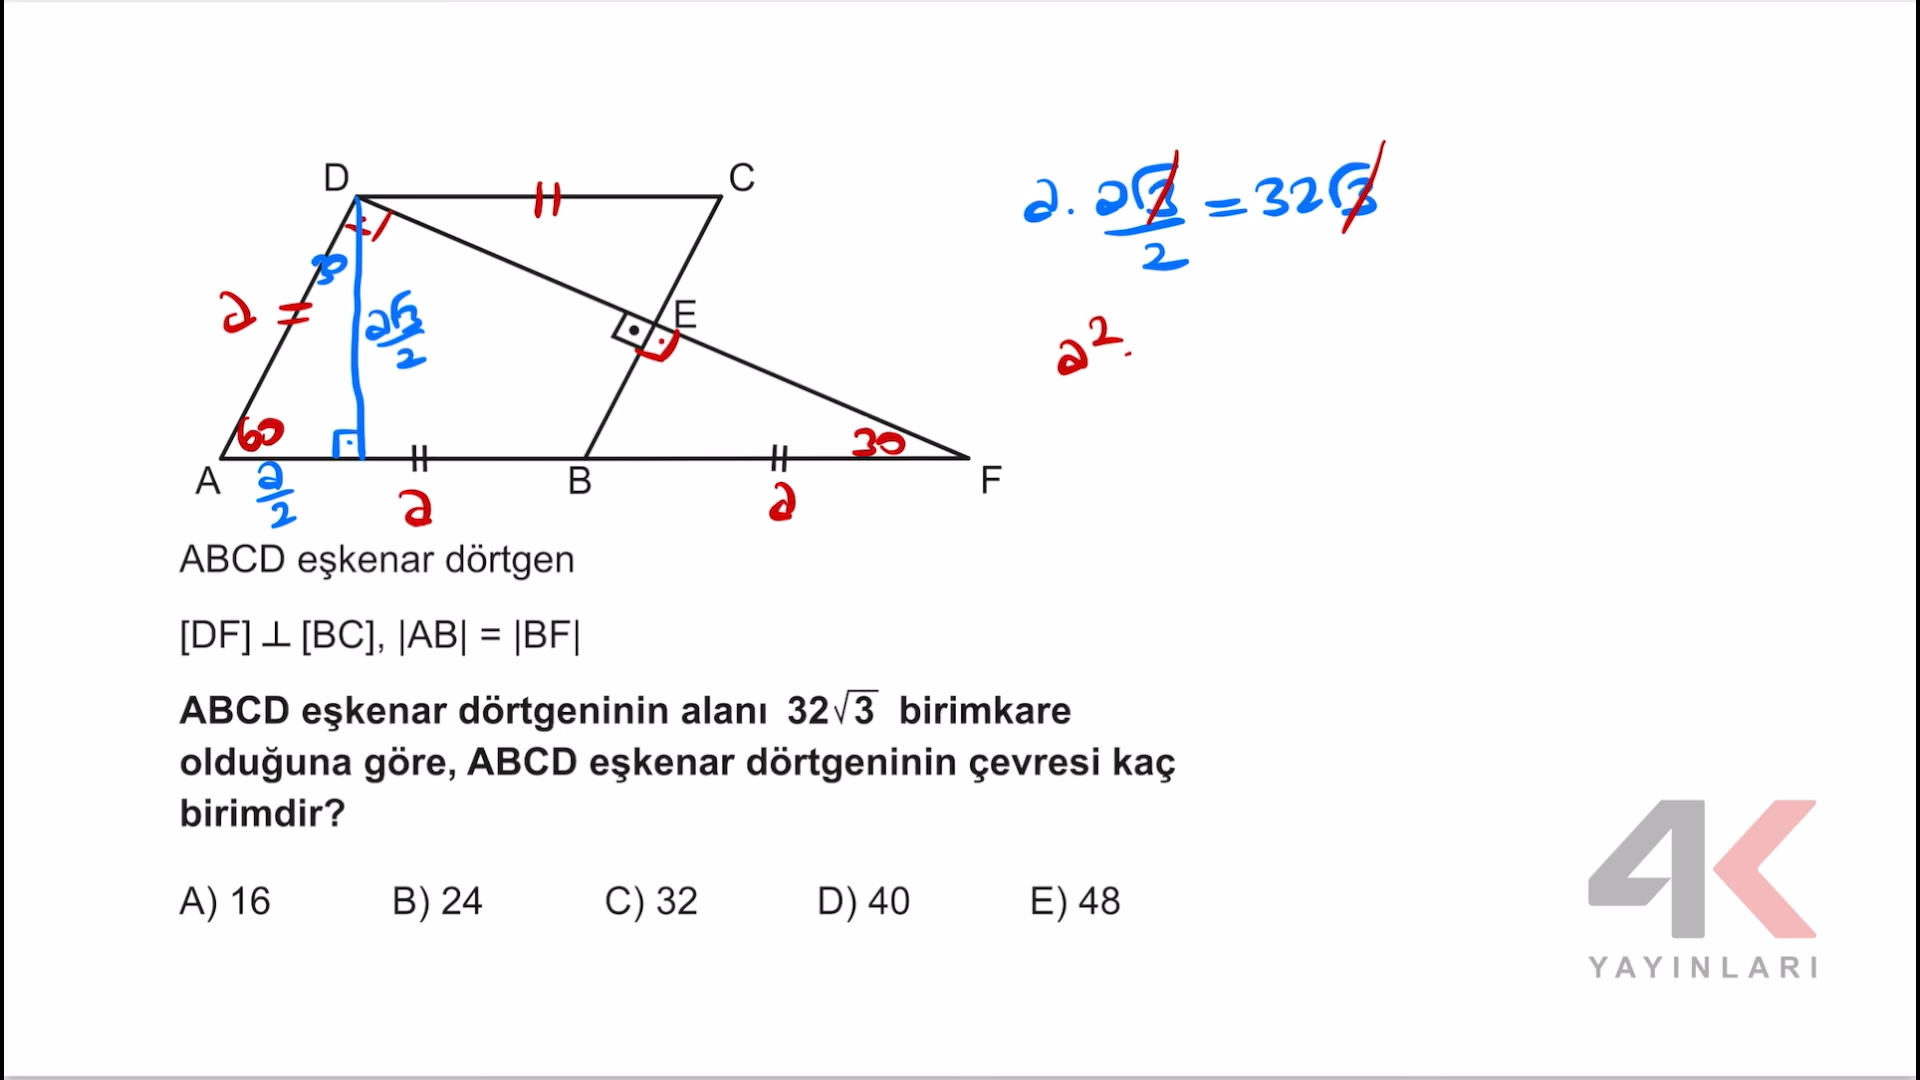 D
C
a . a√3 / 2 = 32√3
30
a =
a√3 / 2
E
a².
60
30
A
a/2
a
B
a
F
ABCD eşkenar dörtgen
[DF] ⊥ [BC], |AB| = |BF|
ABCD eşkenar dörtgeninin alanı 32√3 birimkare
olduğuna göre, ABCD eşkenar dörtgeninin çevresi kaç
birimdir?
A) 16 B) 24 C) 32 D) 40 E) 48
4K
YAYINLARI